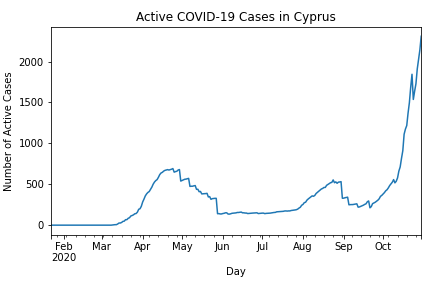 Active COVID-19 Cases in Cyprus
Number of Active Cases
2000
1500
1000
500
0
Feb Mar Apr May Jun Jul Aug Sep Oct
2020
Day